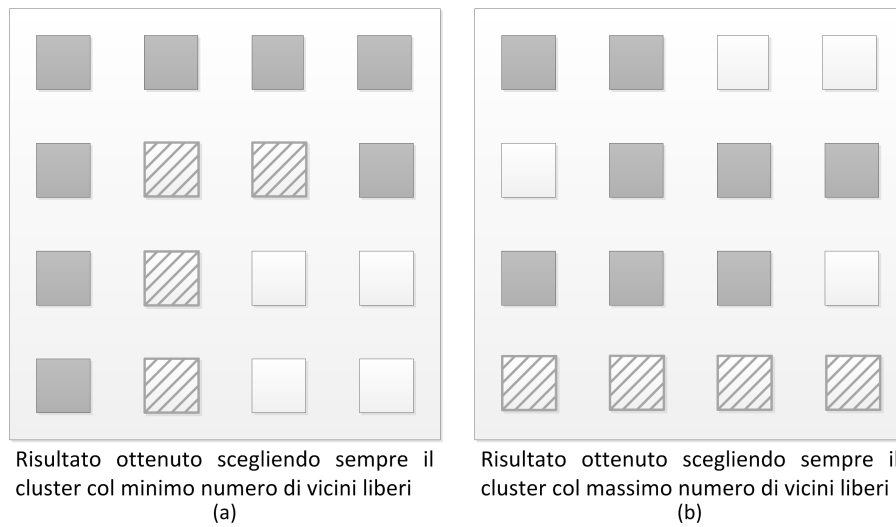 Risultato ottenuto scegliendo sempre il
cluster col minimo numero di vicini liberi
(a)
Risultato ottenuto scegliendo sempre il
cluster col massimo numero di vicini liberi
(b)